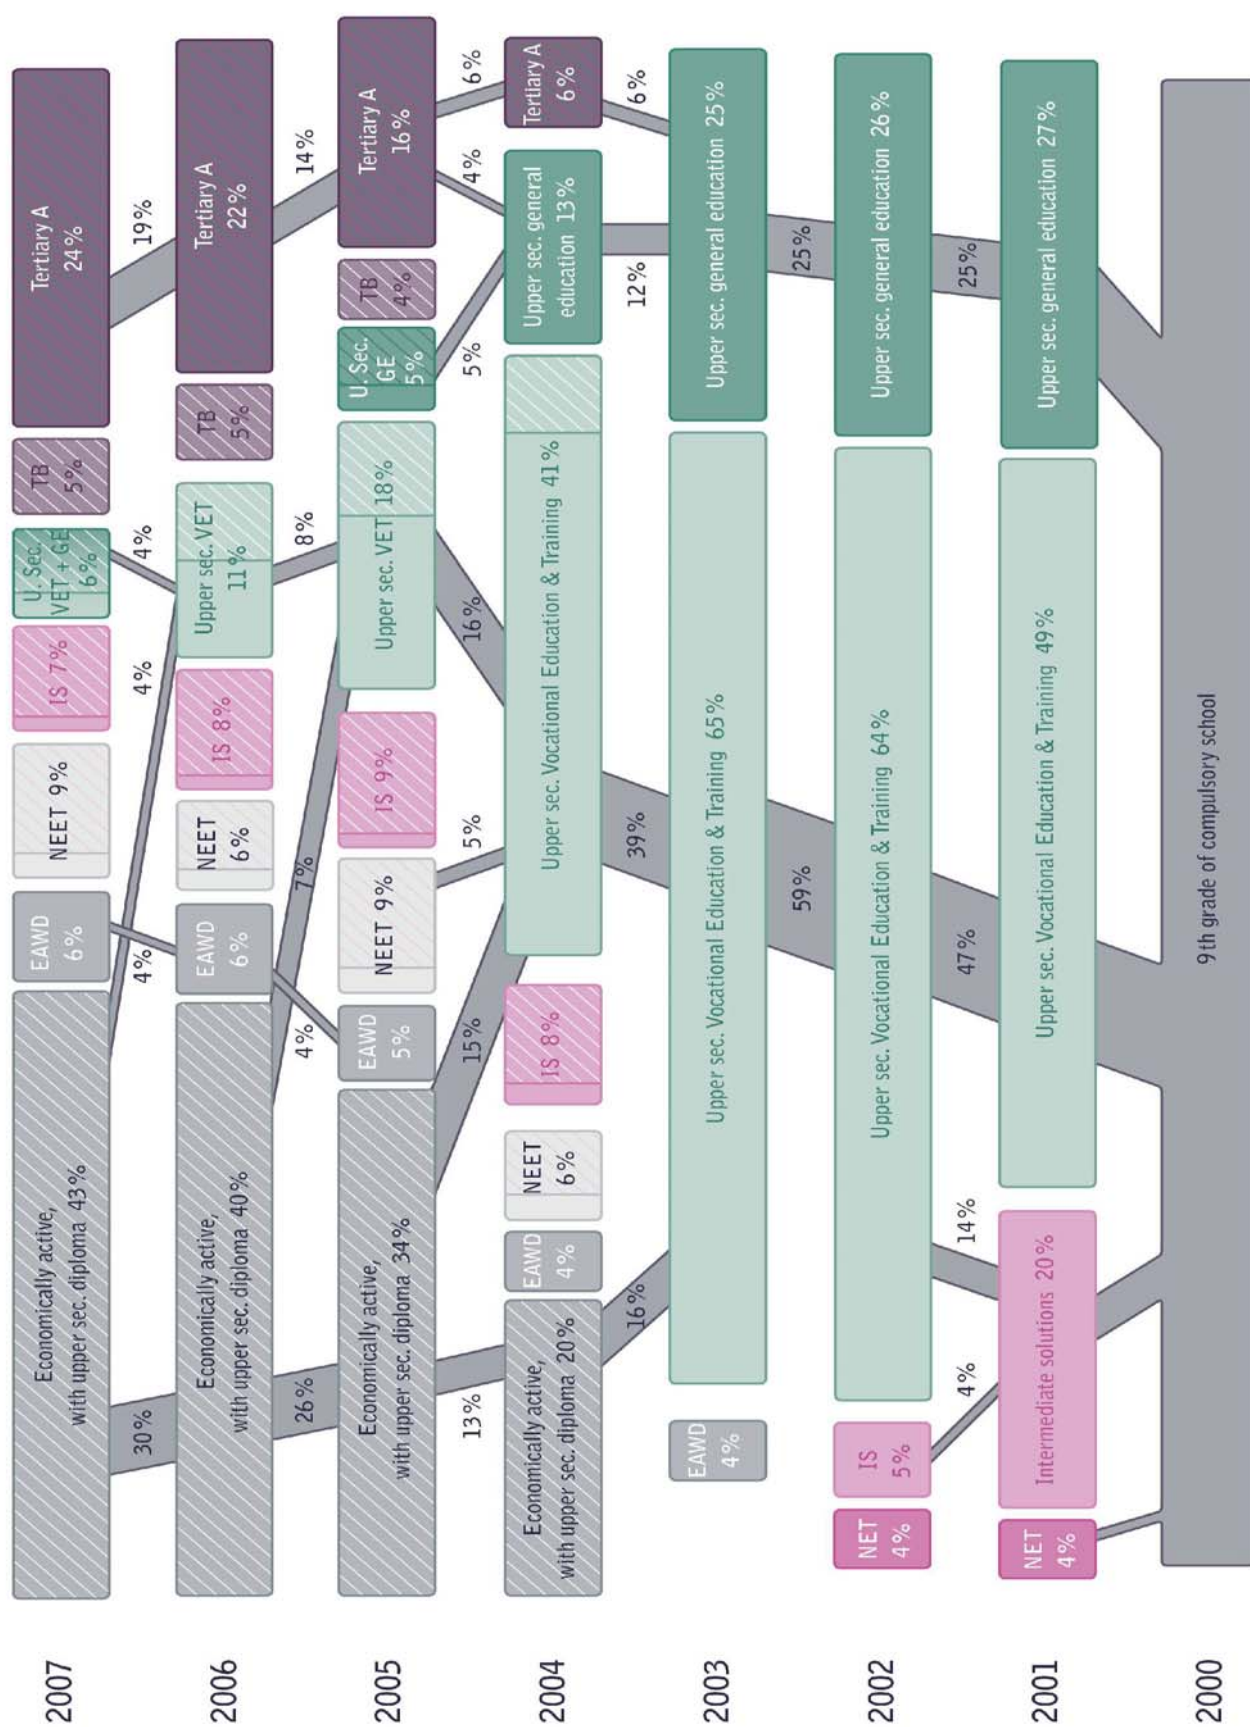 2007
Economically active,
with upper sec. diploma 43%
EAWD
6%
NEET 9%
IS 7%
U. Sec.
VET + GE
6%
TB
5%
Tertiary A
24%
30%
4%
4%
4%
19%
2006
Economically active,
with upper sec. diploma 40%
EAWD
6%
NEET
6%
IS 8%
Upper sec. VET
11%
TB
5%
Tertiary A
22%
26%
4%
7%
8%
14%
2005
Economically active,
with upper sec. diploma 34%
EAWD
5%
NEET 9%
IS 9%
Upper sec. VET 18%
U. Sec.
GE
5%
TB
4%
Tertiary A
16%
13%
15%
5%
16%
5%
4%
6%
2004
Economically active,
with upper sec. diploma 20%
EAWD
4%
NEET
6%
IS 8%
Upper sec. Vocational Education & Training 41%
Upper sec. general
education 13%
Tertiary A
6%
16%
39%
12%
6%
2003
EAWD
4%
Upper sec. Vocational Education & Training 65%
Upper sec. general education 25%
59%
25%
2002
NET
4%
IS
5%
Upper sec. Vocational Education & Training 64%
Upper sec. general education 26%
4%
14%
47%
25%
2001
NET
4%
Intermediate solutions 20%
Upper sec. Vocational Education & Training 49%
Upper sec. general education 27%
2000
9th grade of compulsory school